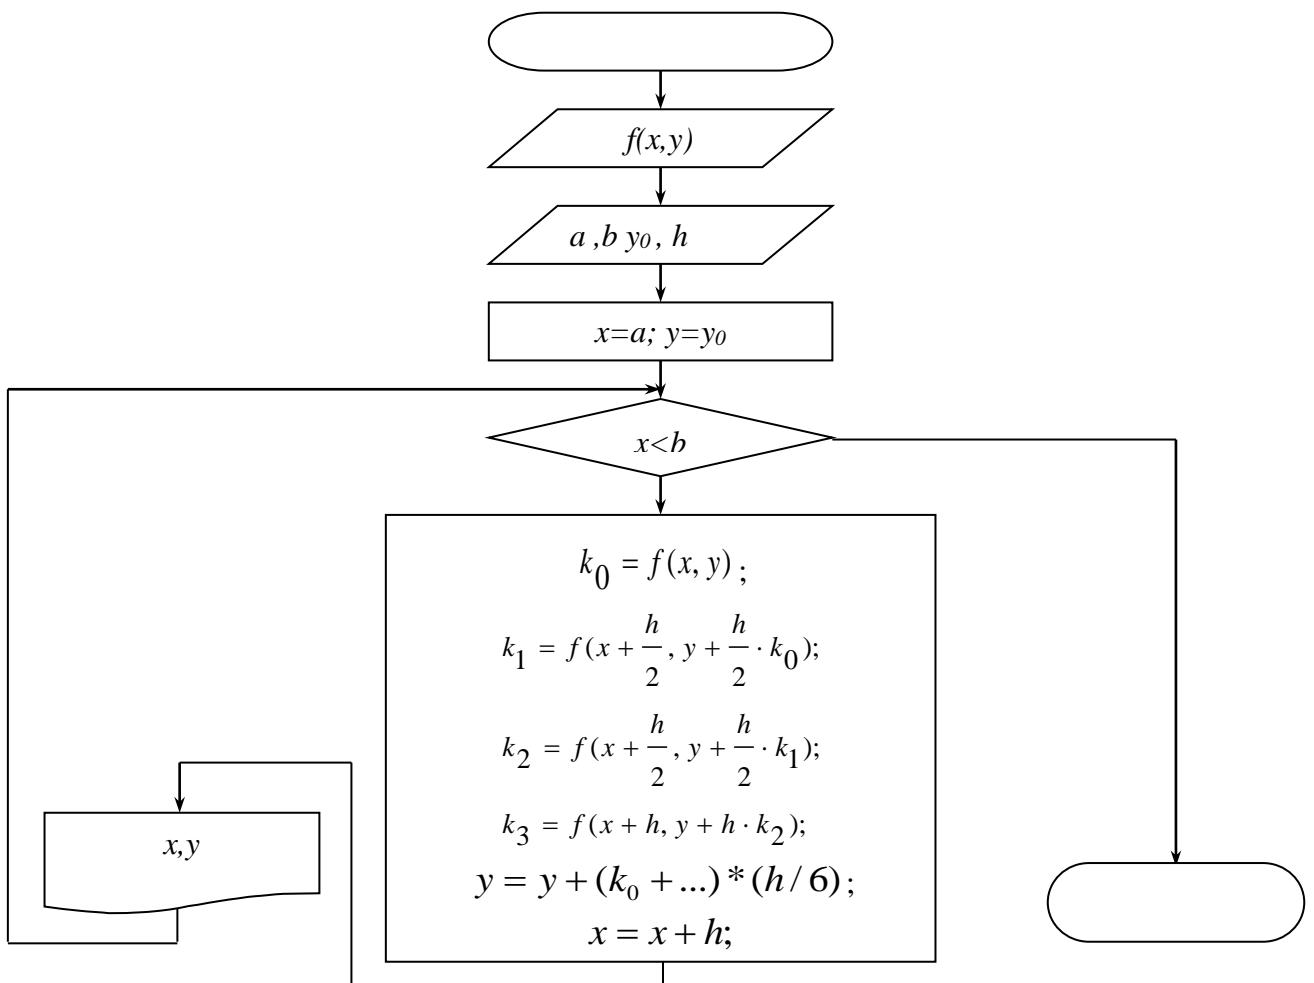 f(x,y)
a ,b y₀ , h
x=a; y=y₀
x<b
k₀ = f(x, y) ;
k₁ = f(x + h/2 , y + h/2 · k₀);
k₂ = f(x + h/2 , y + h/2 · k₁);
k₃ = f(x + h, y + h · k₂);
y = y + (k₀ + ...) * (h / 6) ;
x = x + h;
x,y